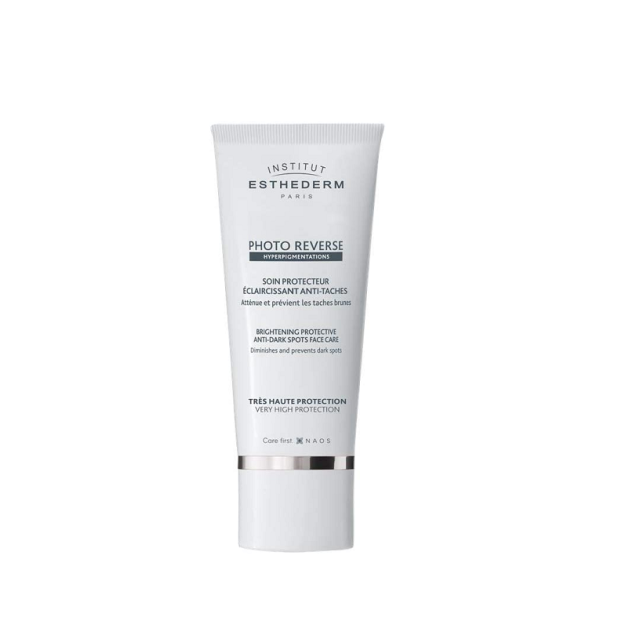 INSTITUT
ESTHEDERM
PARIS
PHOTO REVERSE
HYPERPIGMENTATIONS
SOIN PROTECTEUR
ÉCLAIRCISSANT ANTI-TACHES
Atténue et prévient les taches brunes
BRIGHTENING PROTECTIVE
ANTI-DARK SPOTS FACE CARE
Diminishes and prevents dark spots
TRÈS HAUTE PROTECTION
VERY HIGH PROTECTION
Care first NAOS